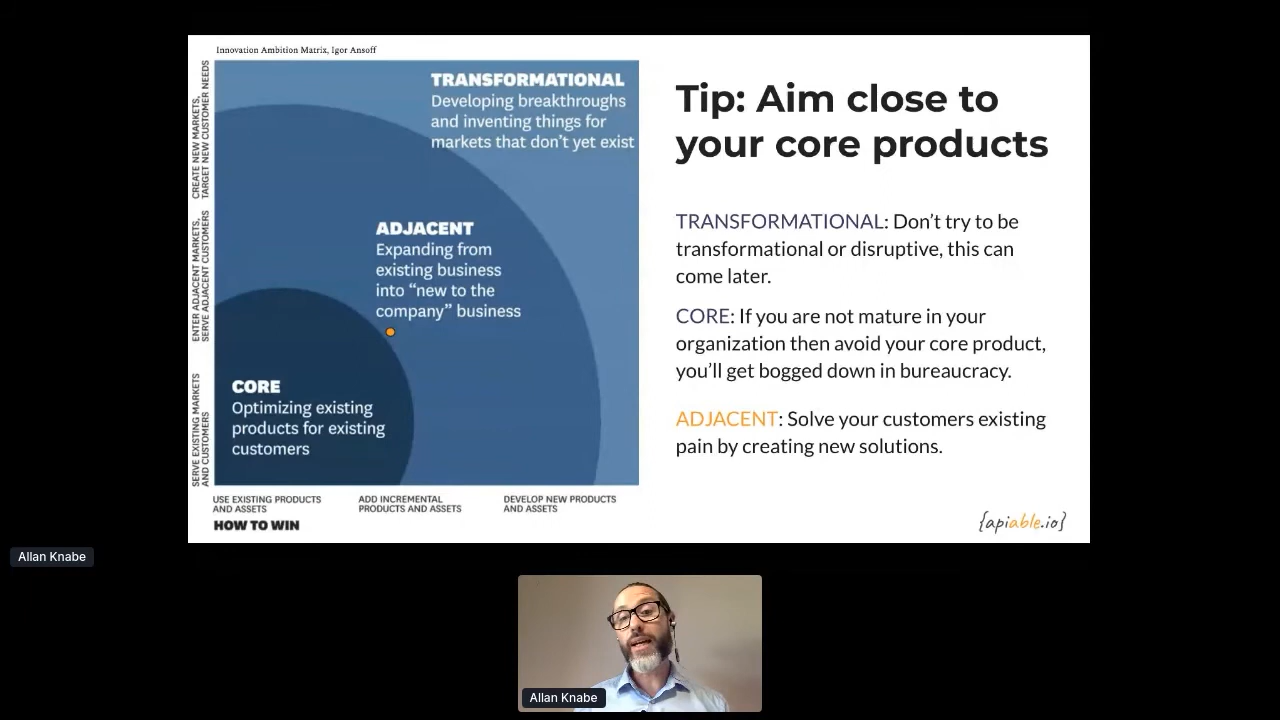 Innovation Ambition Matrix, Igor Ansoff
CREATE NEW MARKETS,
TARGET NEW CUSTOMER NEEDS
ENTER ADJACENT MARKETS,
SERVE ADJACENT CUSTOMERS
SERVE EXISTING MARKETS
AND CUSTOMERS
TRANSFORMATIONAL
Developing breakthroughs
and inventing things for
markets that don't yet exist
ADJACENT
Expanding from
existing business
into “new to the
company” business
CORE
Optimizing existing
products for existing
customers
USE EXISTING PRODUCTS
AND ASSETS
ADD INCREMENTAL
PRODUCTS AND ASSETS
DEVELOP NEW PRODUCTS
AND ASSETS
HOW TO WIN
Tip: Aim close to
your core products
TRANSFORMATIONAL: Don’t try to be
transformational or disruptive, this can
come later.
CORE: If you are not mature in your
organization then avoid your core product,
you’ll get bogged down in bureaucracy.
ADJACENT: Solve your customers existing
pain by creating new solutions.
{apiable.io}
Allan Knabe
Allan Knabe